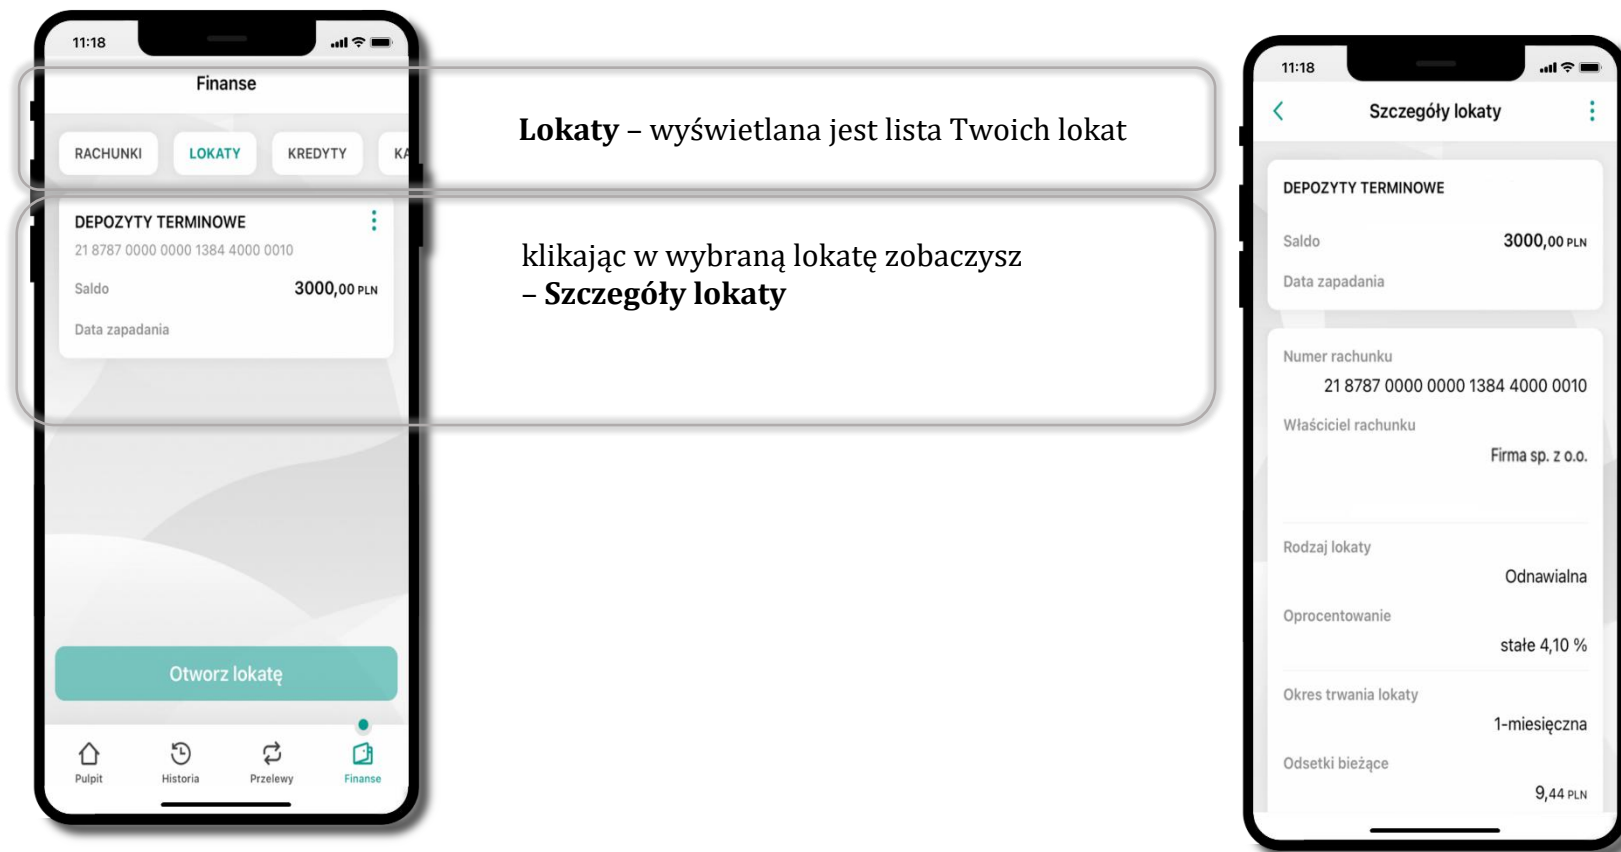 11:18
Finanse
RACHUNKI LOKATY KREDYTY KA
DEPOZYTY TERMINOWE
21 8787 0000 0000 1384 4000 0010
Saldo 3000,00 PLN
Data zapadania
Otworz lokatę
Pulpit Historia Przelewy Finanse
Lokaty – wyświetlana jest lista Twoich lokat
klikając w wybraną lokatę zobaczysz
– Szczegóły lokaty
11:18
Szczegóły lokaty
DEPOZYTY TERMINOWE
Saldo 3000,00 PLN
Data zapadania
Numer rachunku
21 8787 0000 0000 1384 4000 0010
Właściciel rachunku
Firma sp. z o.o.
Rodzaj lokaty
Odnawialna
Oprocentowanie
stałe 4,10 %
Okres trwania lokaty
1-miesięczna
Odsetki bieżące
9,44 PLN